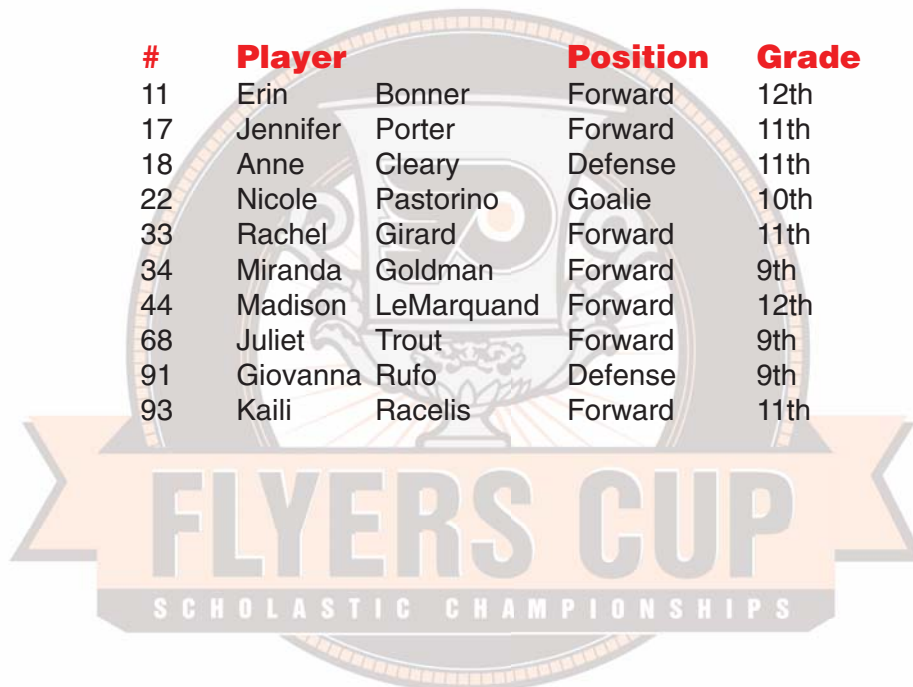 # Player Position Grade
11 Erin Bonner Forward 12th
17 Jennifer Porter Forward 11th
18 Anne Cleary Defense 11th
22 Nicole Pastorino Goalie 10th
33 Rachel Girard Forward 11th
34 Miranda Goldman Forward 9th
44 Madison LeMarquand Forward 12th
68 Juliet Trout Forward 9th
91 Giovanna Rufo Defense 9th
93 Kaili Racelis Forward 11th
FLYERS CUP
SCHOLASTIC CHAMPIONSHIPS